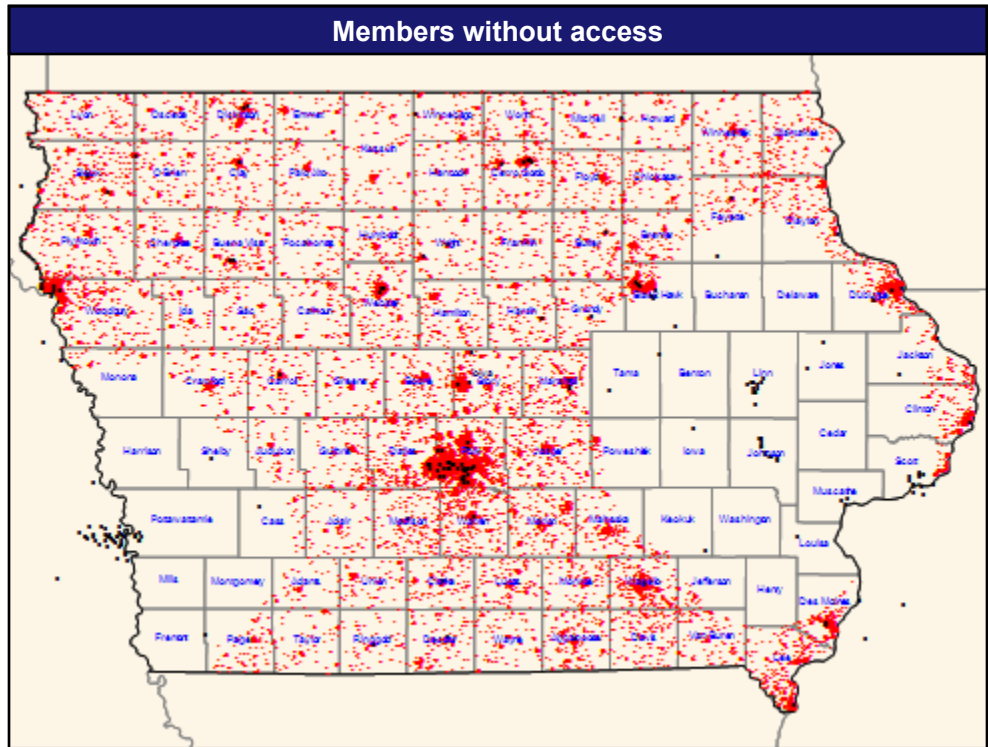 Members without access
Lyon
Osceola
Dickinson
Emmet
Winnebago
Worth
Mitchell
Howard
Winneshiek
Allamakee
Kossuth
Sioux
O'Brien
Clay
Palo Alto
Hancock
Cerro Gordo
Floyd
Chickasaw
Fayette
Clayton
Plymouth
Cherokee
Buena Vista
Pocahontas
Humboldt
Wright
Franklin
Butler
Bremer
Woodbury
Ida
Sac
Calhoun
Webster
Hamilton
Hardin
Grundy
Black Hawk
Buchanan
Delaware
Dubuque
Monona
Crawford
Carroll
Greene
Boone
Story
Marshall
Tama
Benton
Linn
Jones
Jackson
Clinton
Harrison
Shelby
Audubon
Guthrie
Dallas
Polk
Jasper
Poweshiek
Iowa
Johnson
Cedar
Scott
Muscatine
Pottawattamie
Cass
Adair
Madison
Warren
Marion
Mahaska
Keokuk
Washington
Louisa
Mills
Montgomery
Adams
Union
Clarke
Lucas
Monroe
Wapello
Jefferson
Henry
Des Moines
Fremont
Page
Taylor
Ringgold
Decatur
Wayne
Appanoose
Davis
Van Buren
Lee